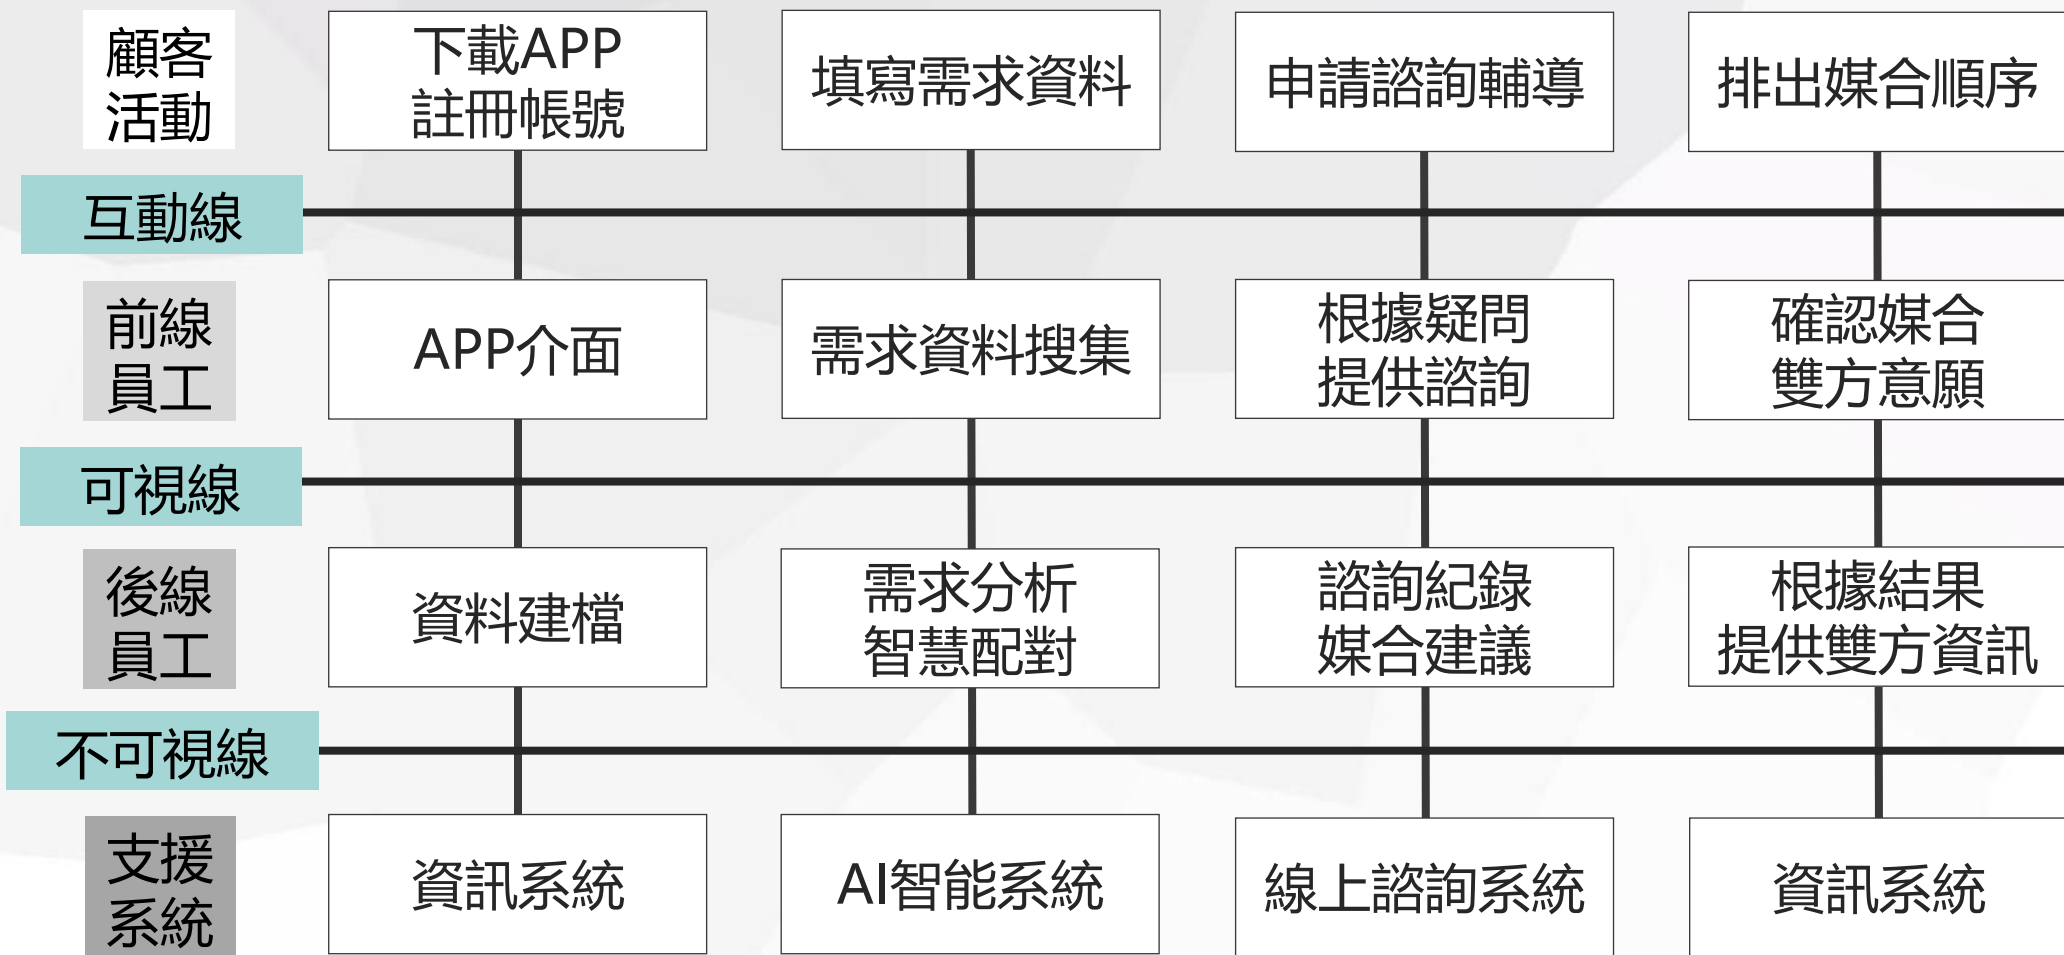 顧客
活動
下載APP
註冊帳號
填寫需求資料
申請諮詢輔導
排出媒合順序
互動線
前線
員工
APP介面
需求資料搜集
根據疑問
提供諮詢
確認媒合
雙方意願
可視線
後線
員工
資料建檔
需求分析
智慧配對
諮詢紀錄
媒合建議
根據結果
提供雙方資訊
不可視線
支援
系統
資訊系統
AI智能系統
線上諮詢系統
資訊系統